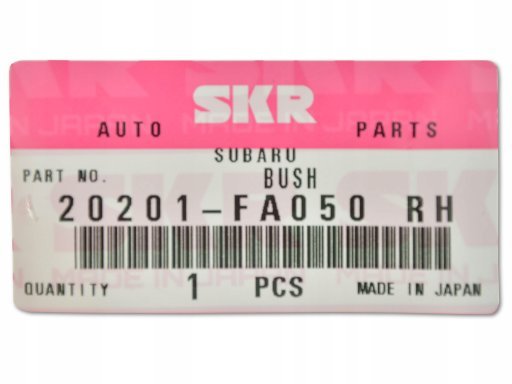 SKR
AUTO PARTS
SUBARU
PART NO. BUSH
20201-FA050 RH
QUANTITY 1 PCS MADE IN JAPAN